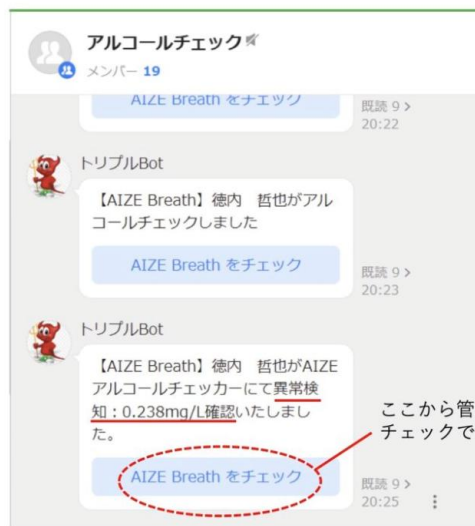 アルコールチェック
メンバー 19
AIZE Breath をチェック
既読 9 >
20:22
トリプルBot
【AIZE Breath】徳内　哲也がアル
コールチェックしました
AIZE Breath をチェック
既読 9 >
20:23
トリプルBot
【AIZE Breath】徳内　哲也がAIZE
アルコールチェッカーにて異常検
知：0.238mg/L確認いたしまし
た。
ここから管
チェックで
AIZE Breath をチェック
既読 9 >
20:25